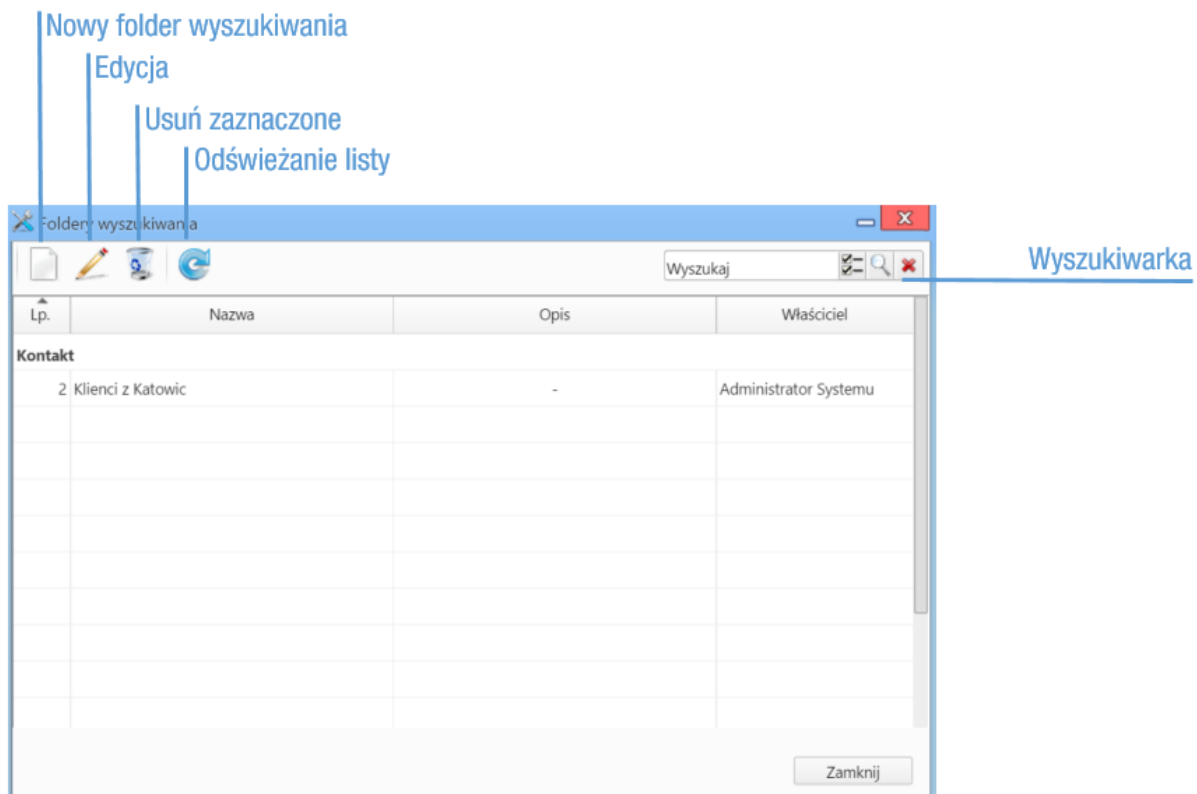 Nowy folder wyszukiwania
Edycja
Usuń zaznaczone
Odświeżanie listy
Foldery wyszukiwania
Wyszukaj
Wyszukiwarka
Lp. Nazwa Opis Właściciel
Kontakt
2 Klienci z Katowic - Administrator Systemu
Zamknij